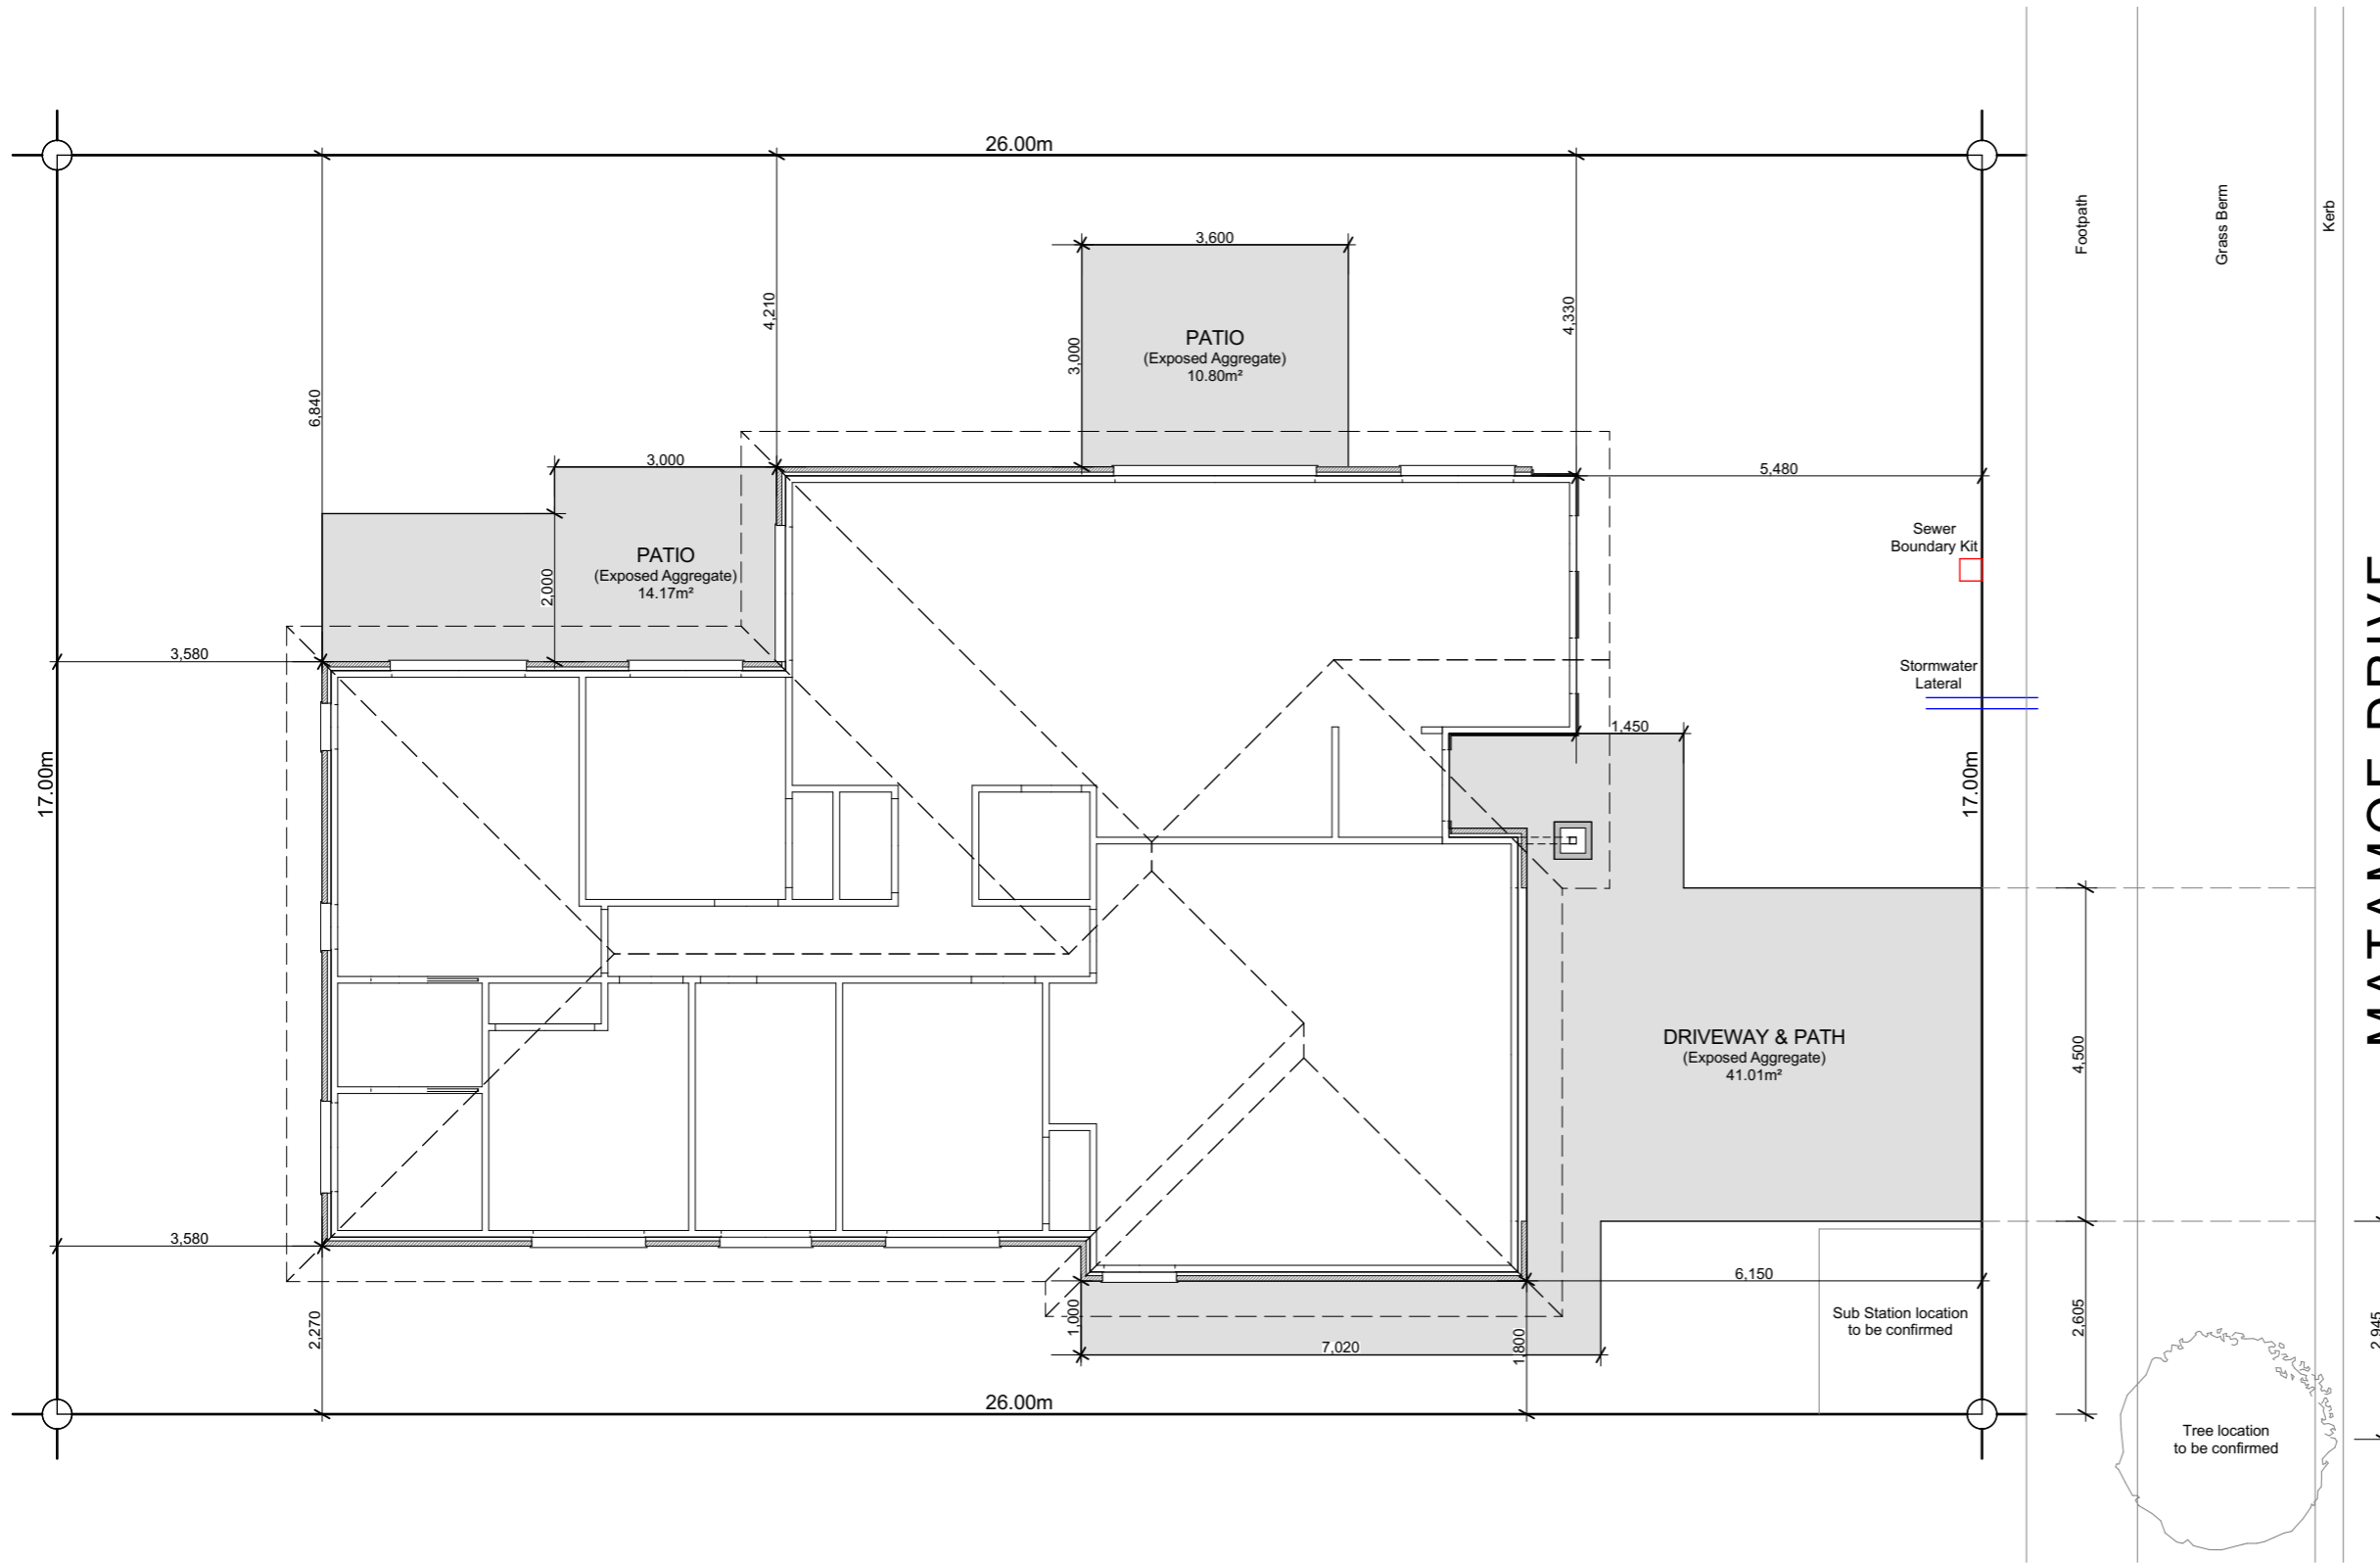 26.00m
Footpath
Grass Berm
Kerb
3,600
4,210
4,330
PATIO
(Exposed Aggregate)
10.80m²
3,000
6,840
3,000
5,480
Sewer
Boundary Kit
PATIO
(Exposed Aggregate)
14.17m²
2,000
3,580
Stormwater
Lateral
1,450
17.00m
17.00m
MATAMOE DRIVE
DRIVEWAY & PATH
(Exposed Aggregate)
41.01m²
4,500
3,580
6,150
2,270
1,000
1,800
Sub Station location
to be confirmed
2,605
2,945
7,020
26.00m
Tree location
to be confirmed